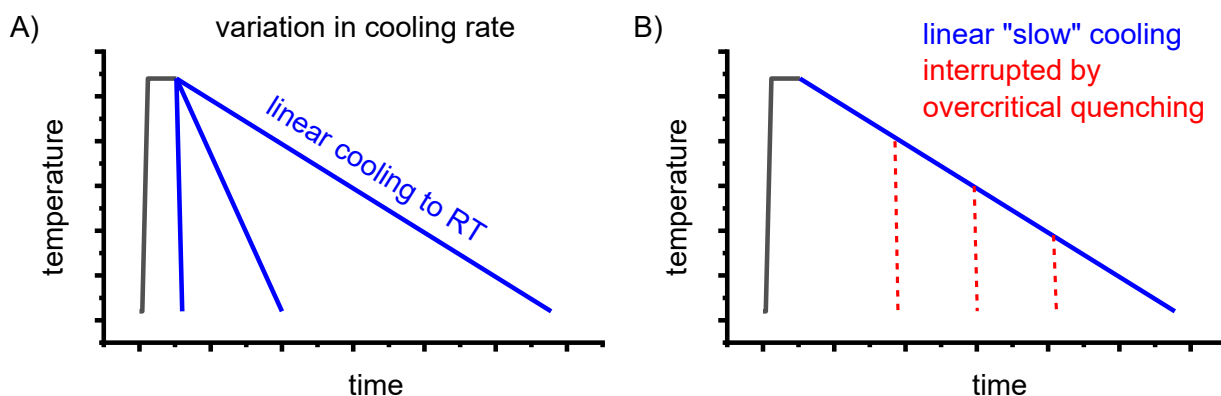 A)
variation in cooling rate
linear cooling to RT
temperature
time
B)
linear "slow" cooling
interrupted by
overcritical quenching
temperature
time